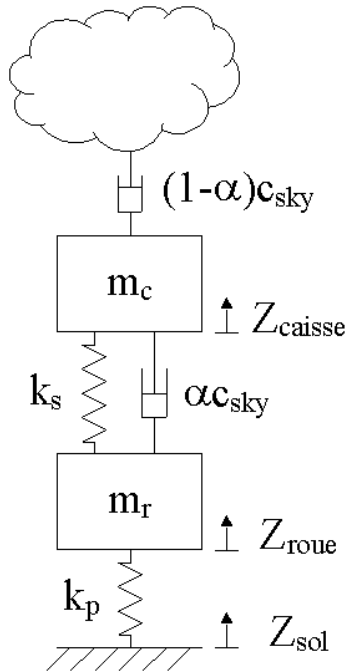 (1-α)c_sky
m_c
Z_caisse
k_s
αc_sky
m_r
Z_roue
k_p
Z_sol